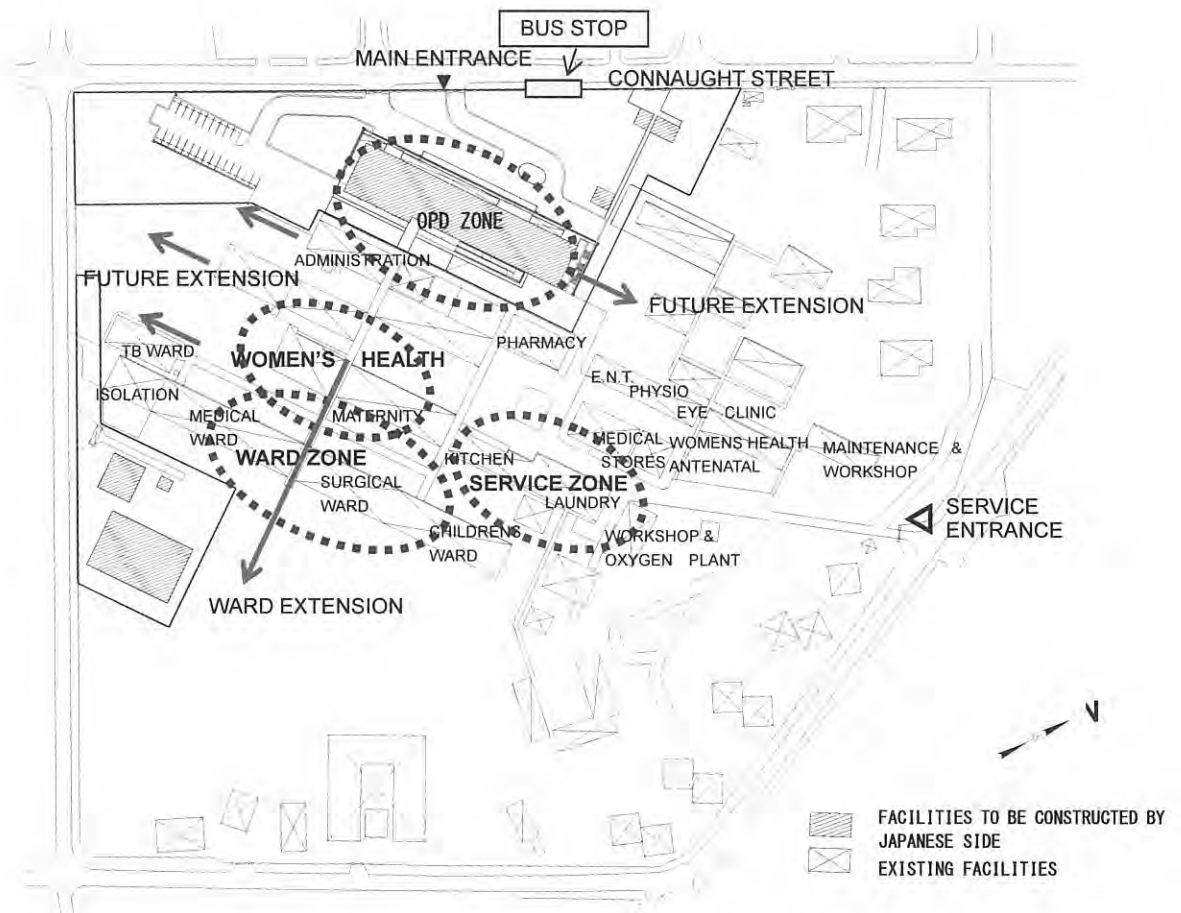 BUS STOP
MAIN ENTRANCE
CONNAUGHT STREET
OPD ZONE
ADMINISTRATION
FUTURE EXTENSION
FUTURE EXTENSION
PHARMACY
TB WARD
WOMEN'S HEALTH
E.N.T.
PHYSIO
ISOLATION
EYE CLINIC
MEDICAL
WARD
MATERNITY
MEDICAL
STORES
WOMENS HEALTH
ANTENATAL
MAINTENANCE &
WORKSHOP
WARD ZONE
KITCHEN
SURGICAL
WARD
SERVICE ZONE
LAUNDRY
SERVICE
ENTRANCE
CHILDRENS
WARD
WORKSHOP &
OXYGEN PLANT
WARD EXTENSION
N
FACILITIES TO BE CONSTRUCTED BY
JAPANESE SIDE
EXISTING FACILITIES